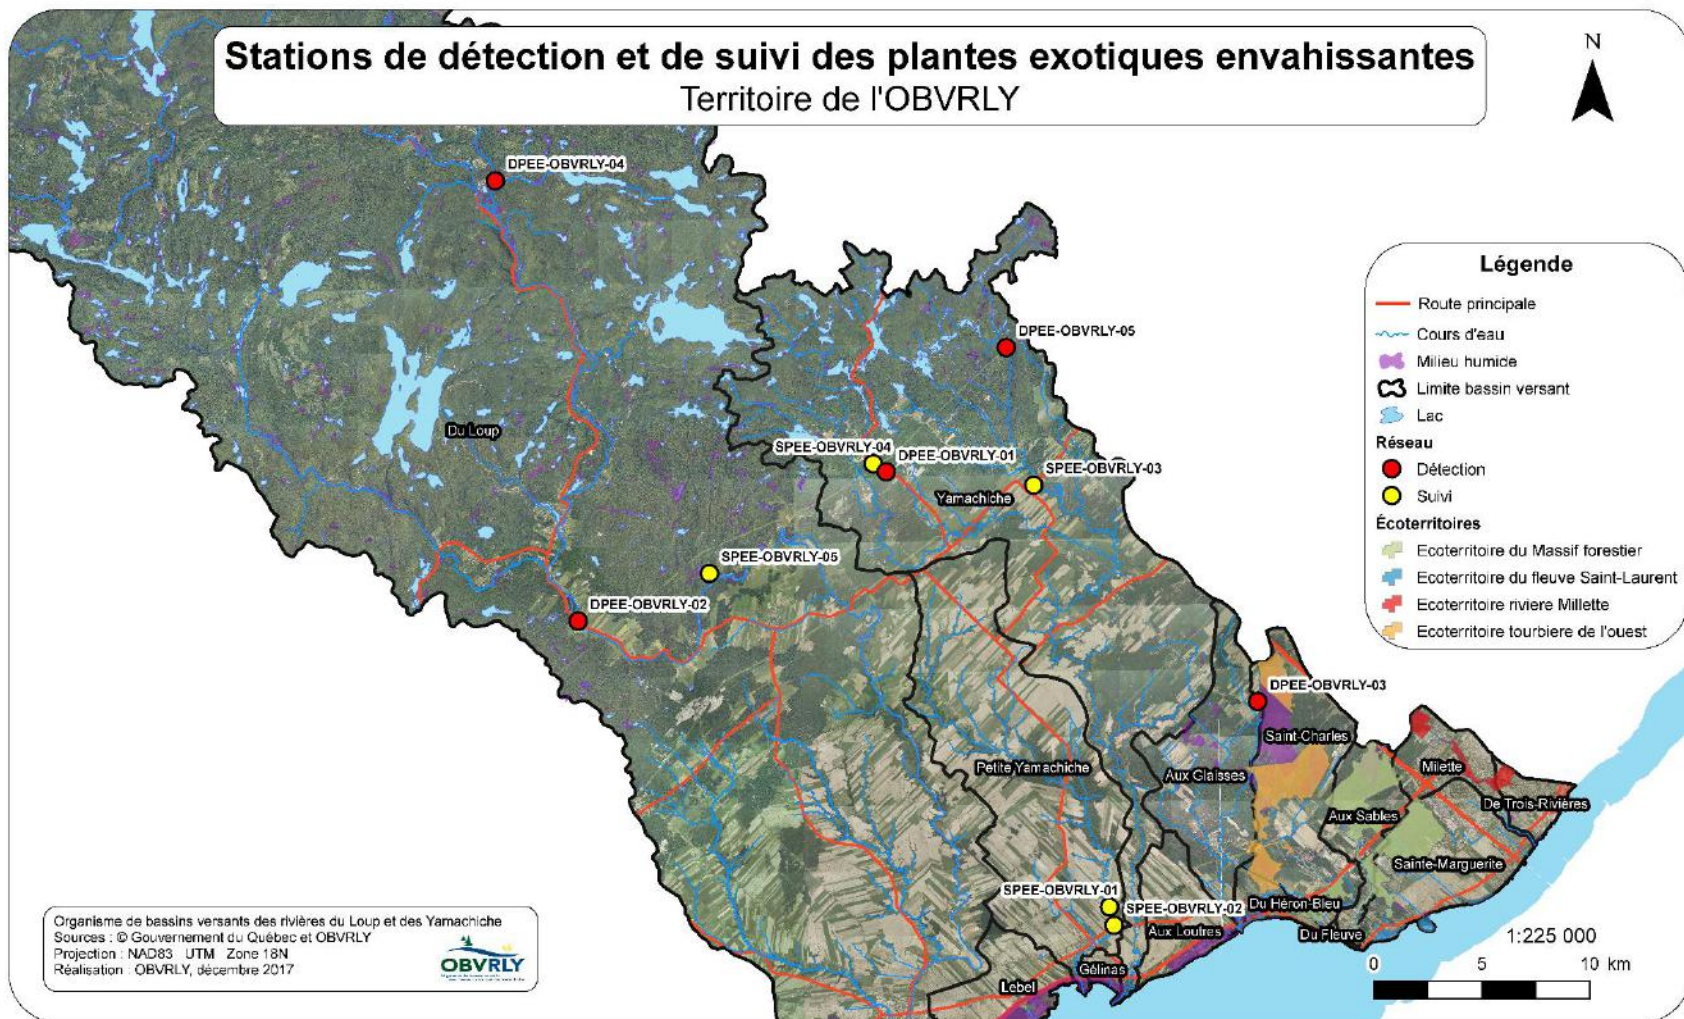 Stations de détection et de suivi des plantes exotiques envahissantes
Territoire de l'OBVRLY
N
DPEE-OBVRLY-04
DPEE-OBVRLY-05
Du Loup
SPEE-OBVRLY-04
DPEE-OBVRLY-01
SPEE-OBVRLY-03
Yamachiche
SPEE-OBVRLY-05
DPEE-OBVRLY-02
DPEE-OBVRLY-03
Saint-Charles
Petite Yamachiche
Aux Glaisses
Milette
De Trois-Rivières
Aux Sables
Sainte-Marguerite
SPEE-OBVRLY-01
SPEE-OBVRLY-02
Du Héron-Bleu
Aux Loutres
Du Fleuve
Gélinas
Lebel
Légende
Route principale
Cours d'eau
Milieu humide
Limite bassin versant
Lac
Réseau
Détection
Suivi
Écoterritoires
Ecoterritoire du Massif forestier
Ecoterritoire du fleuve Saint-Laurent
Ecoterritoire riviere Millette
Ecoterritoire tourbiere de l'ouest
Organisme de bassins versants des rivières du Loup et des Yamachiche
Sources : © Gouvernement du Québec et OBVRLY
Projection : NAD83 UTM Zone 18N
Réalisation : OBVRLY, décembre 2017
OBVRLY
1:225 000
0 5 10 km